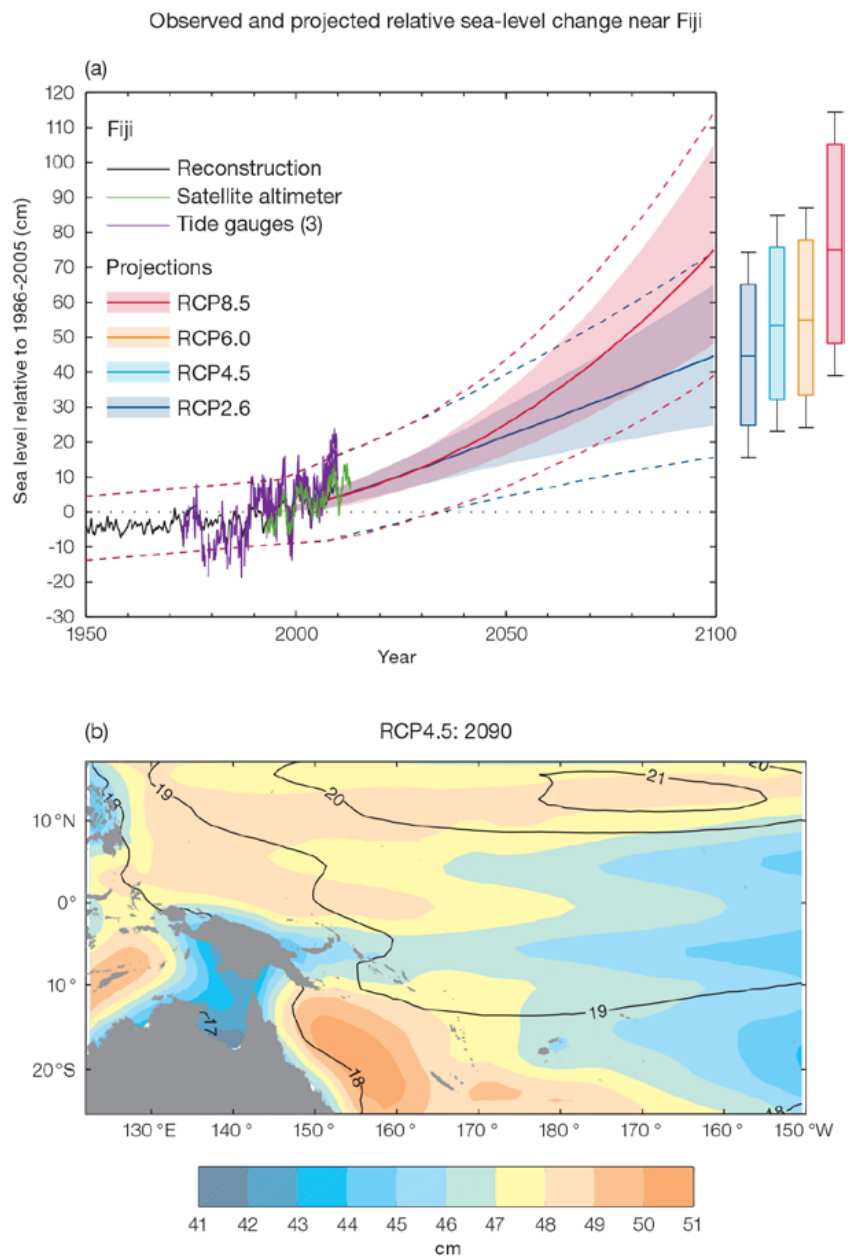 Observed and projected relative sea-level change near Fiji
(a)
120
110
100
90
80
70
60
50
40
30
20
10
0
-10
-20
-30
Sea level relative to 1986-2005 (cm)
Fiji
Reconstruction
Satellite altimeter
Tide gauges (3)
Projections
RCP8.5
RCP6.0
RCP4.5
RCP2.6
1950 2000 2050 2100
Year
(b) RCP4.5: 2090
19 20 21
10°N
0°
10°
20°S
17 18 19
130 °E 140 ° 150 ° 160 ° 170 ° 180 ° 170 ° 160 ° 150 °W
41 42 43 44 45 46 47 48 49 50 51
cm